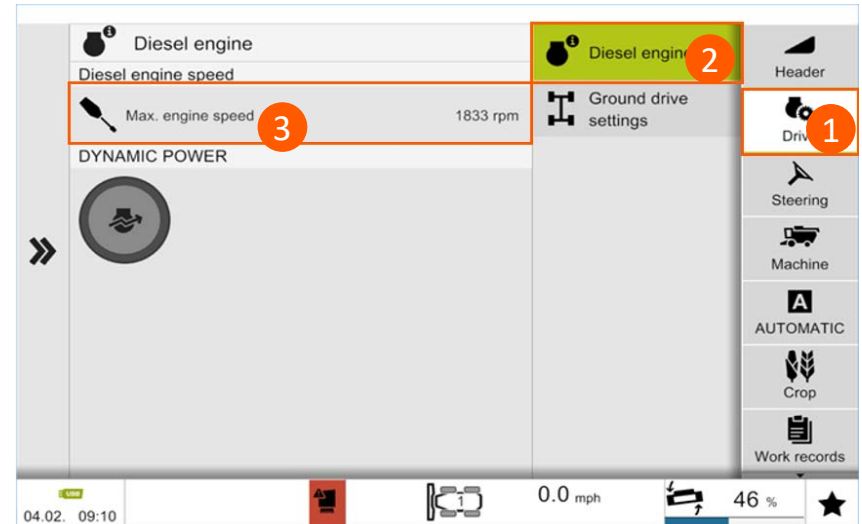 Diesel engine
Diesel engine speed
Max. engine speed
3
1833 rpm
DYNAMIC POWER
Diesel engine
2
Ground drive
settings
Header
1
Steering
Machine
A
AUTOMATIC
Crop
Work records
USB
04.02. 09:10
1
0.0 mph
46 %